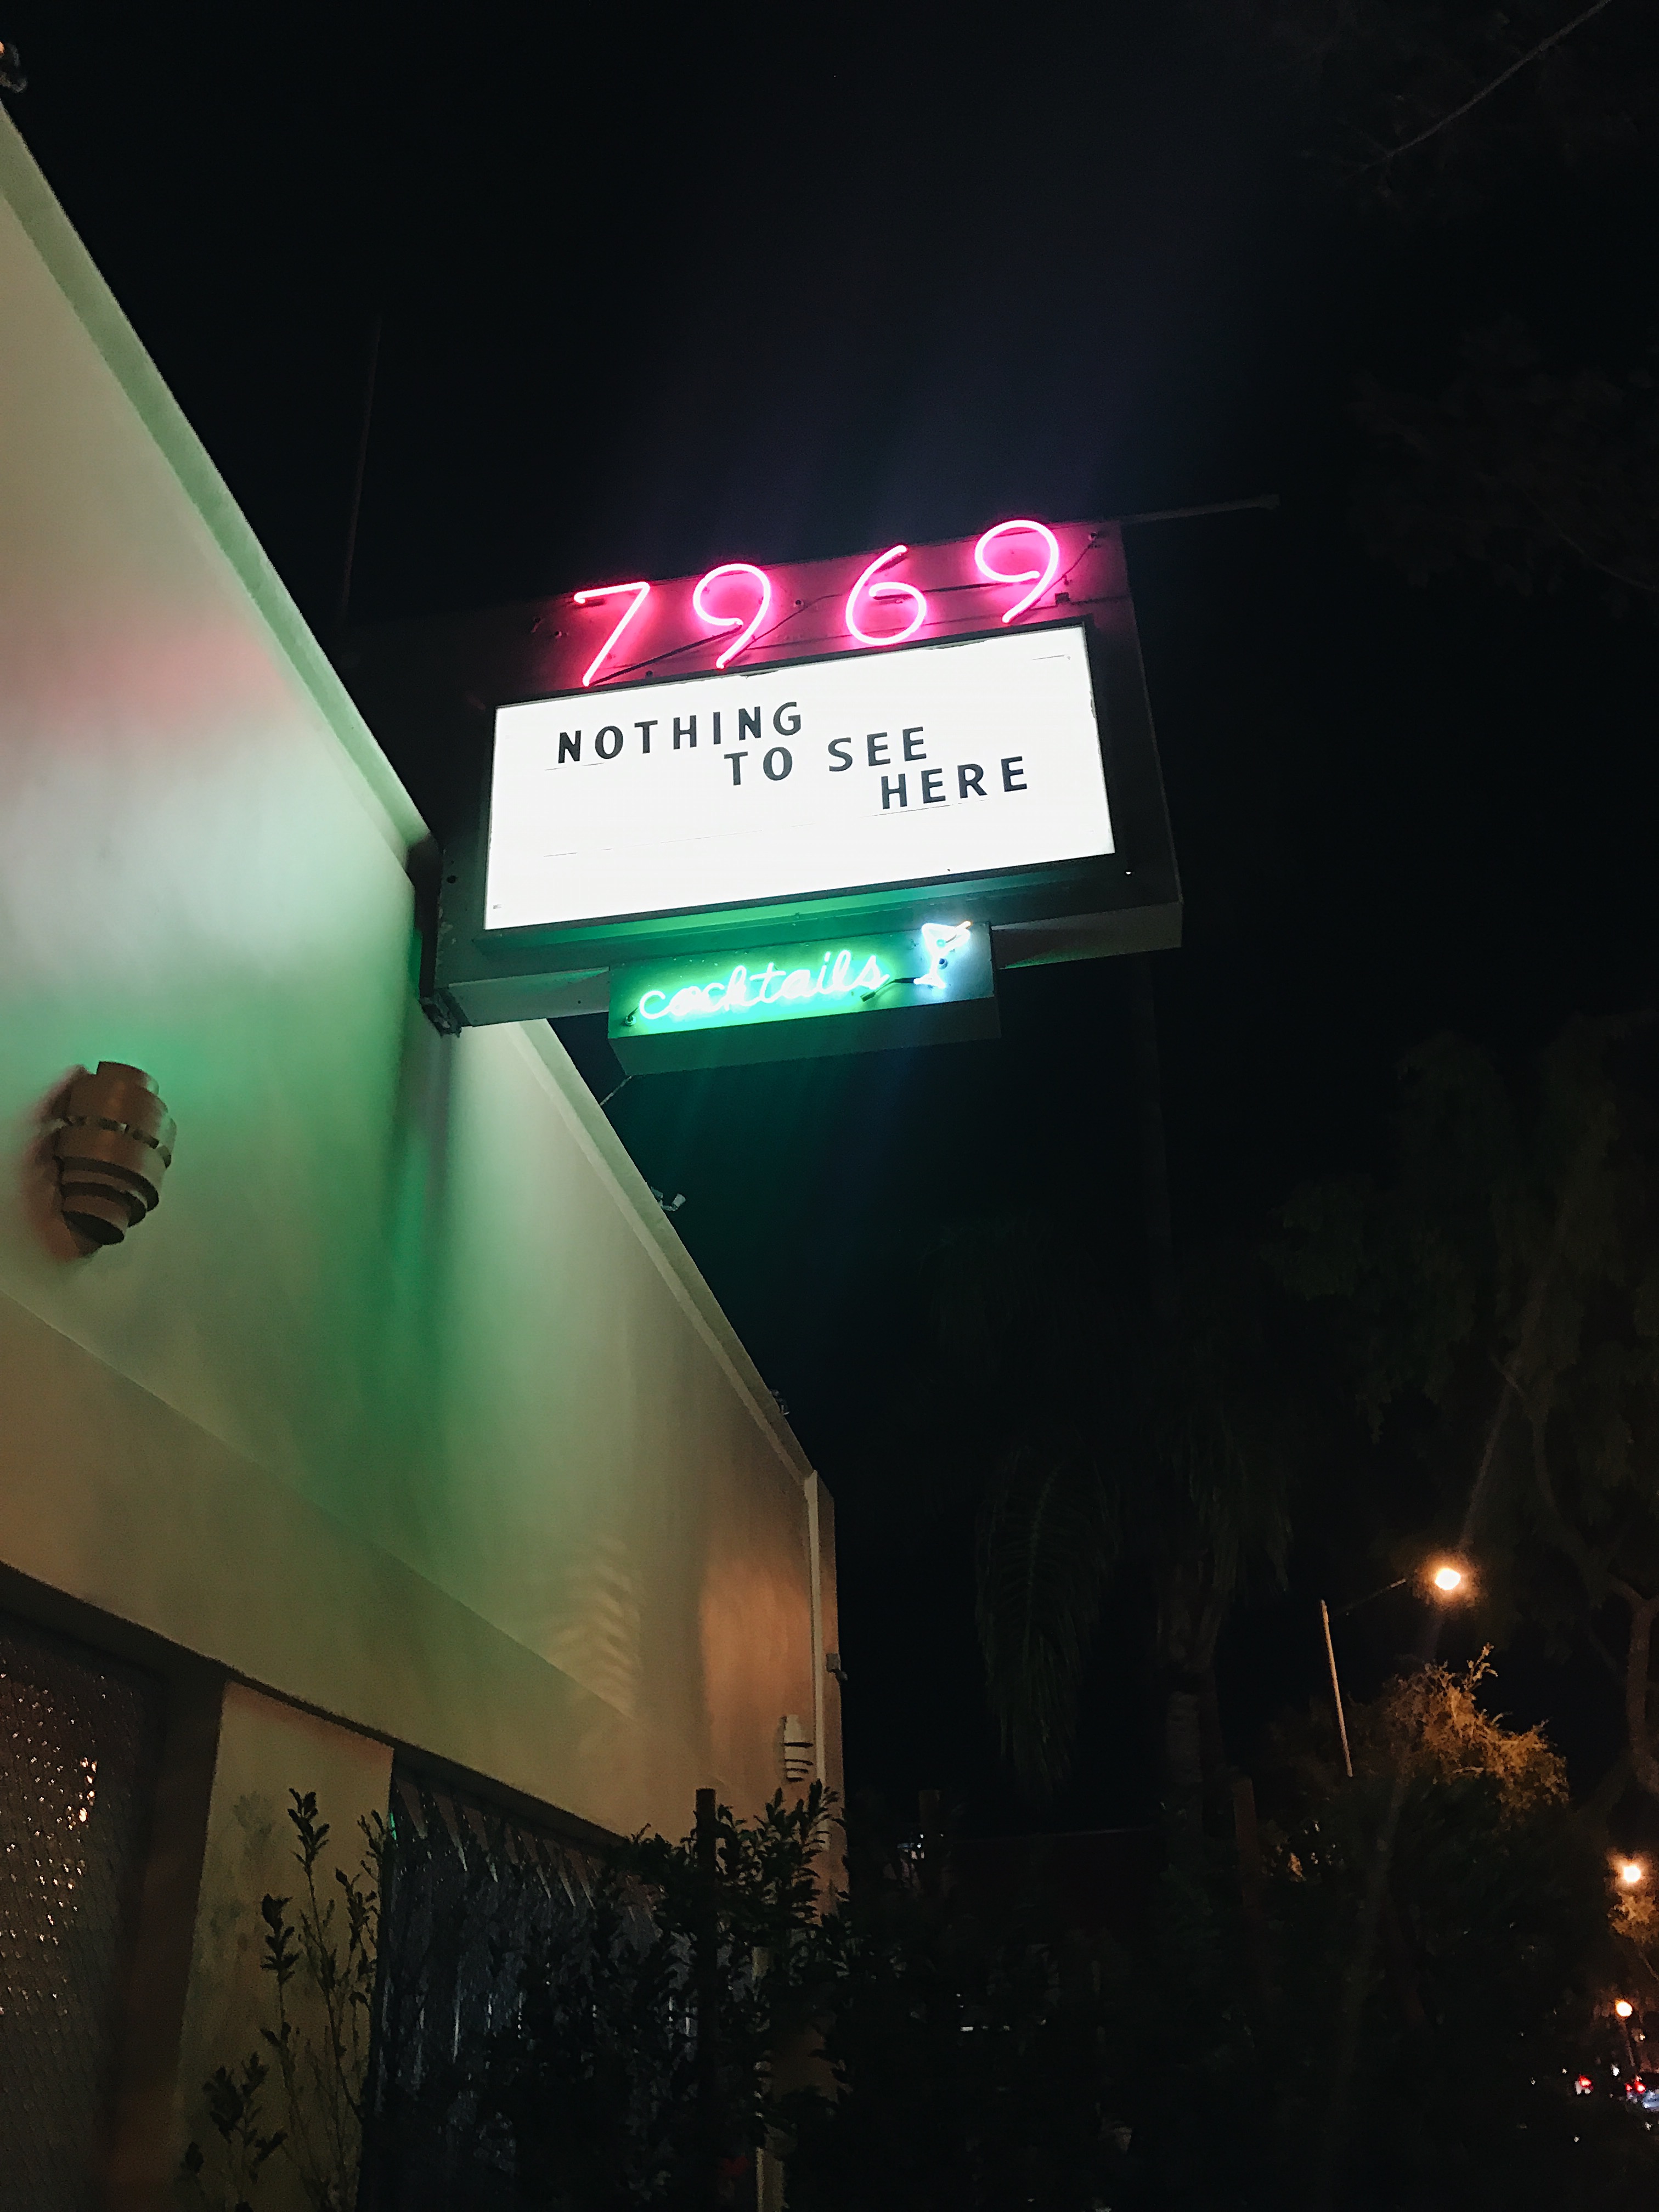 7969
NOTHING
TO SEE
HERE
cocktails